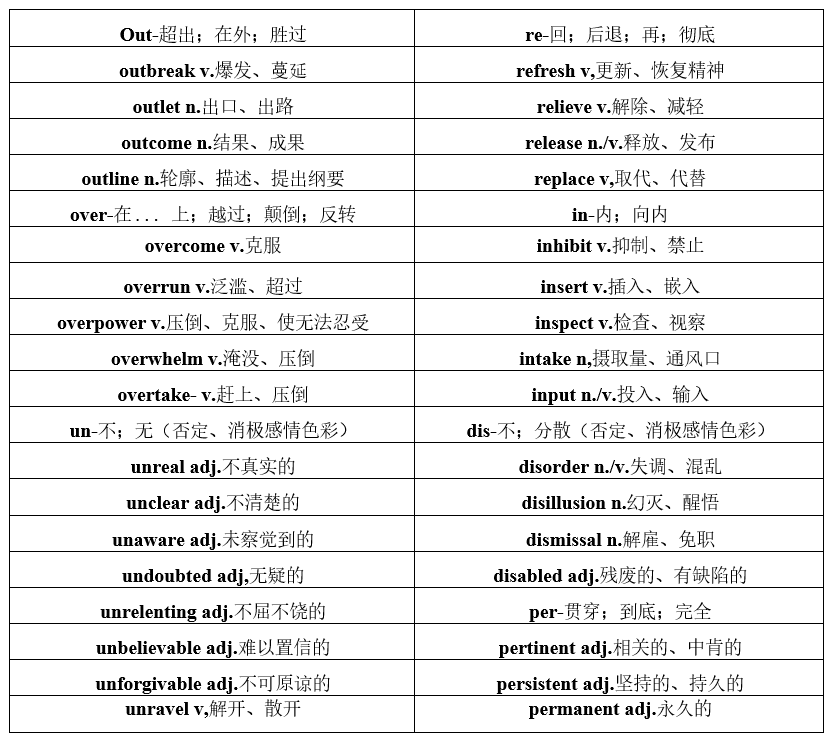 Out-超出；在外；胜过 re-回；后退；再；彻底
outbreak v.爆发、蔓延 refresh v,更新、恢复精神
outlet n.出口、出路 relieve v.解除、减轻
outcome n.结果、成果 release n./v.释放、发布
outline n.轮廓、描述、提出纲要 replace v,取代、代替
over-在... 上；越过；颠倒；反转 in-内；向内
overcome v.克服 inhibit v.抑制、禁止
overrun v.泛滥、超过 insert v.插入、嵌入
overpower v.压倒、克服、使无法忍受 inspect v.检查、视察
overwhelm v.淹没、压倒 intake n,摄取量、通风口
overtake- v.赶上、压倒 input n./v.投入、输入
un-不；无（否定、消极感情色彩） dis-不；分散（否定、消极感情色彩）
unreal adj.不真实的 disorder n./v.失调、混乱
unclear adj.不清楚的 disillusion n.幻灭、醒悟
unaware adj.未察觉到的 dismissal n.解雇、免职
undoubted adj,无疑的 disabled adj.残废的、有缺陷的
unrelenting adj.不屈不饶的 per-贯穿；到底；完全
unbelievable adj.难以置信的 pertinent adj.相关的、中肯的
unforgivable adj.不可原谅的 persistent adj.坚持的、持久的
unravel v,解开、散开 permanent adj.永久的